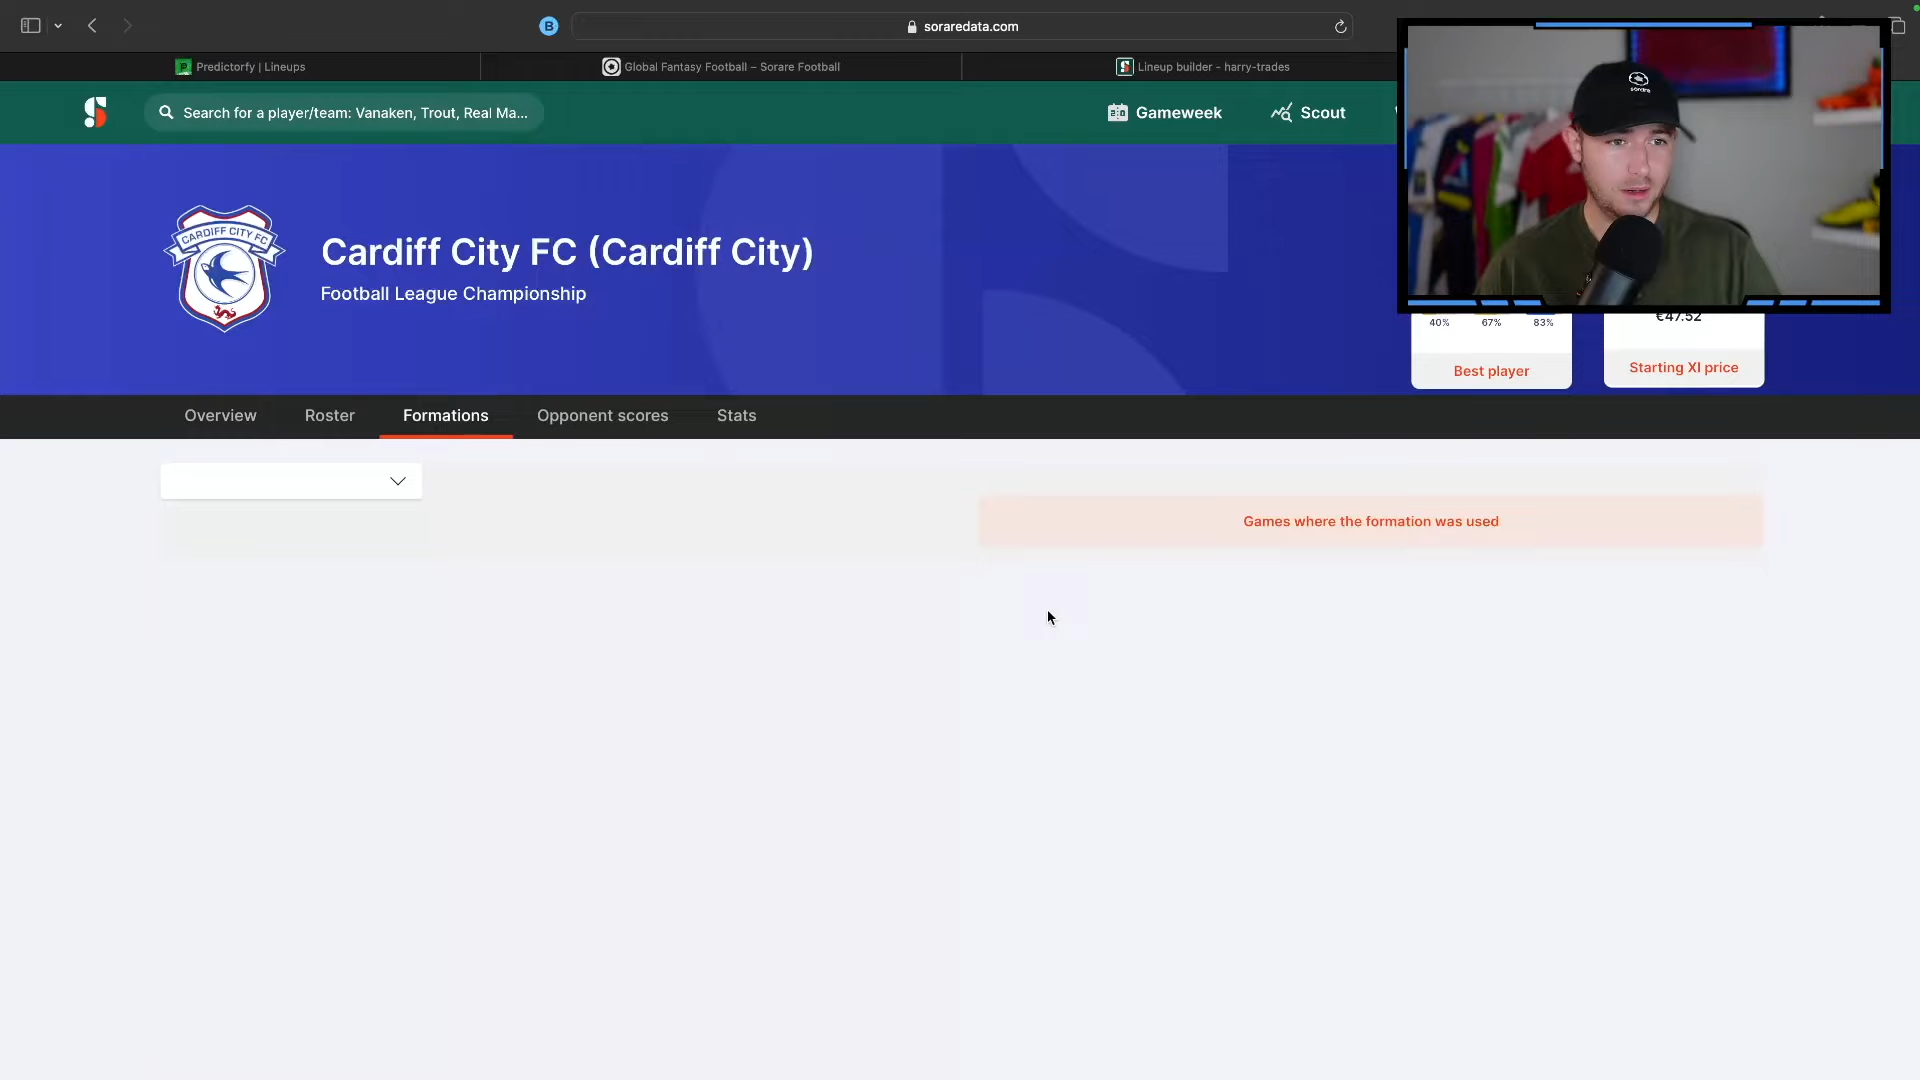 soraredata.com
Predictorfy | Lineups
Global Fantasy Football – Sorare Football
Lineup builder - harry-trades
Search for a player/team: Vanaken, Trout, Real Ma...
Gameweek
Scout
sorare
CARDIFF CITY FC
Cardiff City FC (Cardiff City)
Football League Championship
40% 67% 83%
€47.52
Best player
Starting XI price
Overview Roster Formations Opponent scores Stats
Games where the formation was used